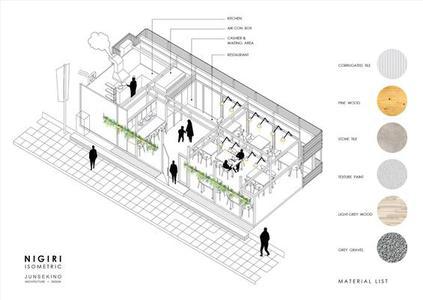 KITCHEN
AIR CON. BOX
CASHIER &
WAITING AREA
RESTAURANT
CORRUGATED TILE
PINE WOOD
STONE TILE
TEXTURE PAINT
LIGHT-GREY WOOD
GREY GRAVEL
MATERIAL LIST
NIGIRI
ISOMETRIC
JUNSEKINO
ARCHITECTURE + DESIGN